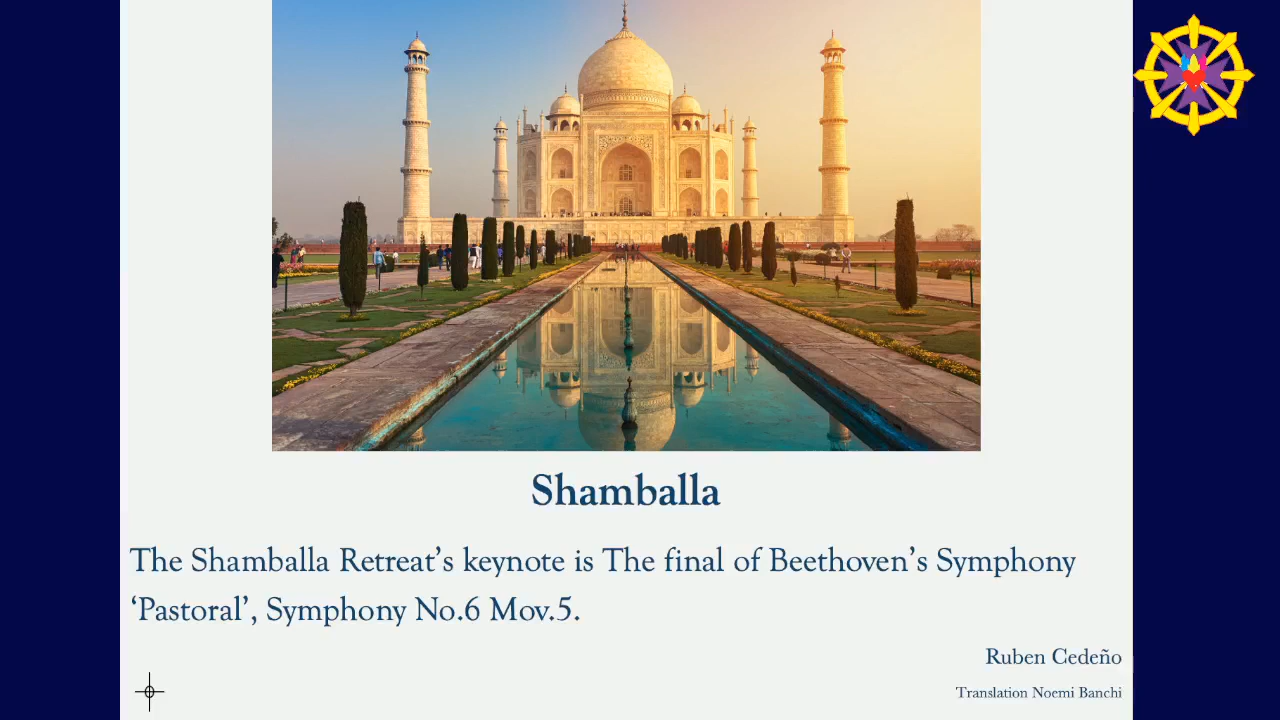 Shamballa
The Shamballa Retreat’s keynote is The final of Beethoven’s Symphony
‘Pastoral’, Symphony No.6 Mov.5.
Ruben Cedeño
Translation Noemi Banchi